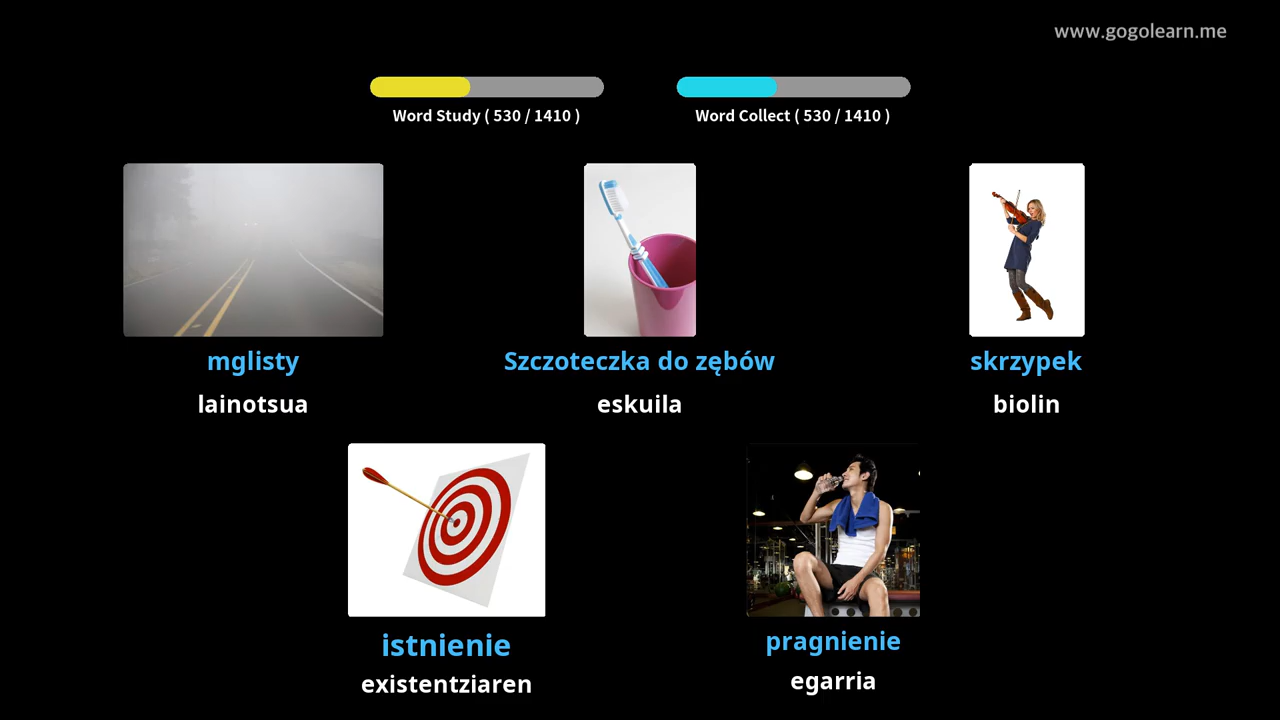 www.gogolearn.me
Word Study ( 530 / 1410 )
Word Collect ( 530 / 1410 )
mglisty
Szczoteczka do zębów
skrzypek
lainotsua
eskuila
biolin
istnienie
pragnienie
existentziaren
egarria